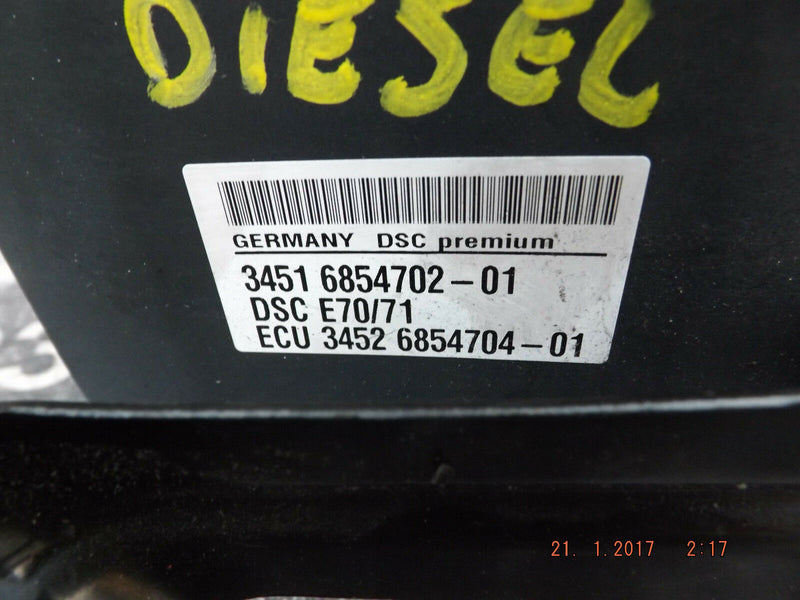 DIESEL
GERMANY DSC premium
3451 6854702-01
DSC E70/71
ECU 3452 6854704-01
21. 1.2017 2:17